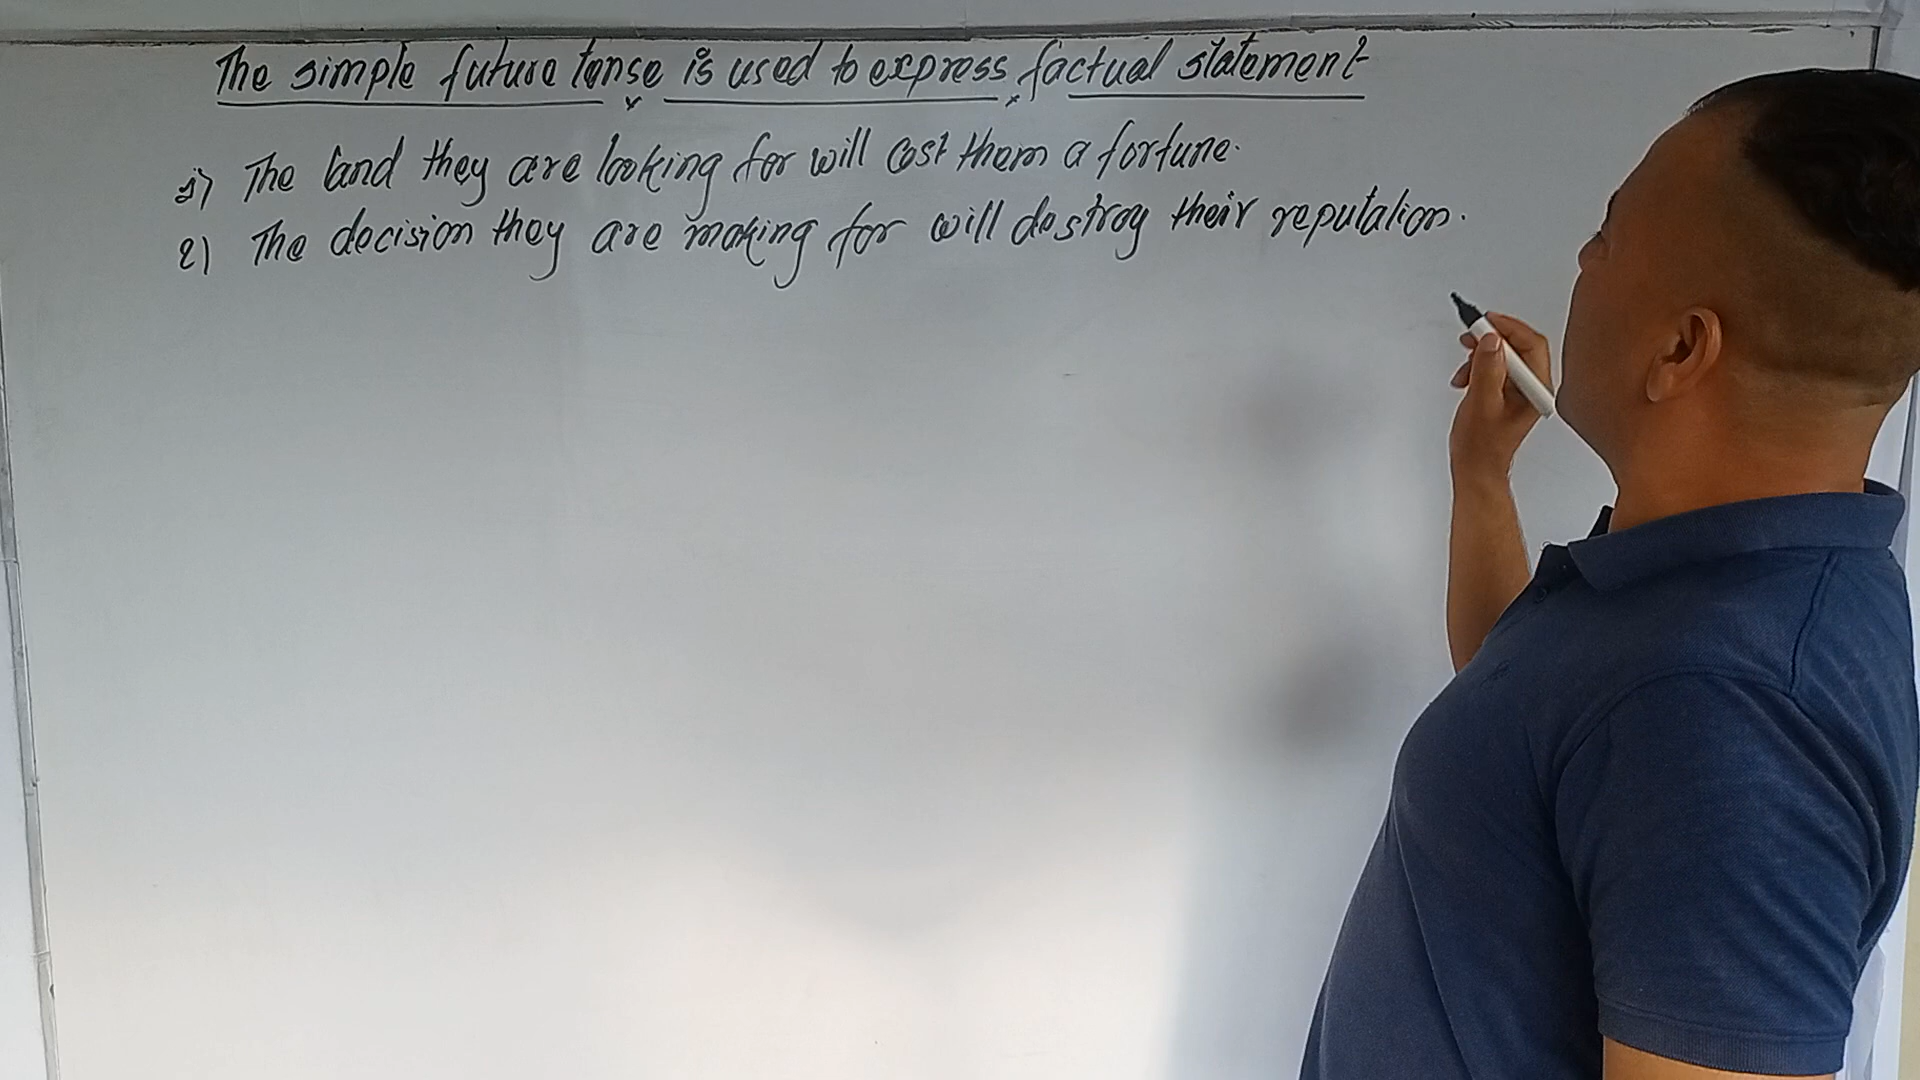 The simple future tense is used to express factual statement
1) The land they are looking for will cost them a fortune.
2) The decision they are making for will destroy their reputation.